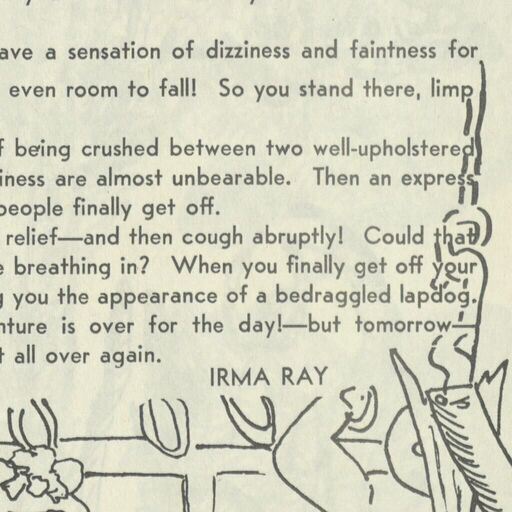 ave a sensation of dizziness and faintness for
even room to fall! So you stand there, limp
f being crushed between two well-upholstered
iness are almost unbearable. Then an express
people finally get off.
relief—and then cough abruptly! Could that
e breathing in? When you finally get off your
g you the appearance of a bedraggled lapdog.
nture is over for the day!—but tomorrow—
t all over again.
IRMA RAY